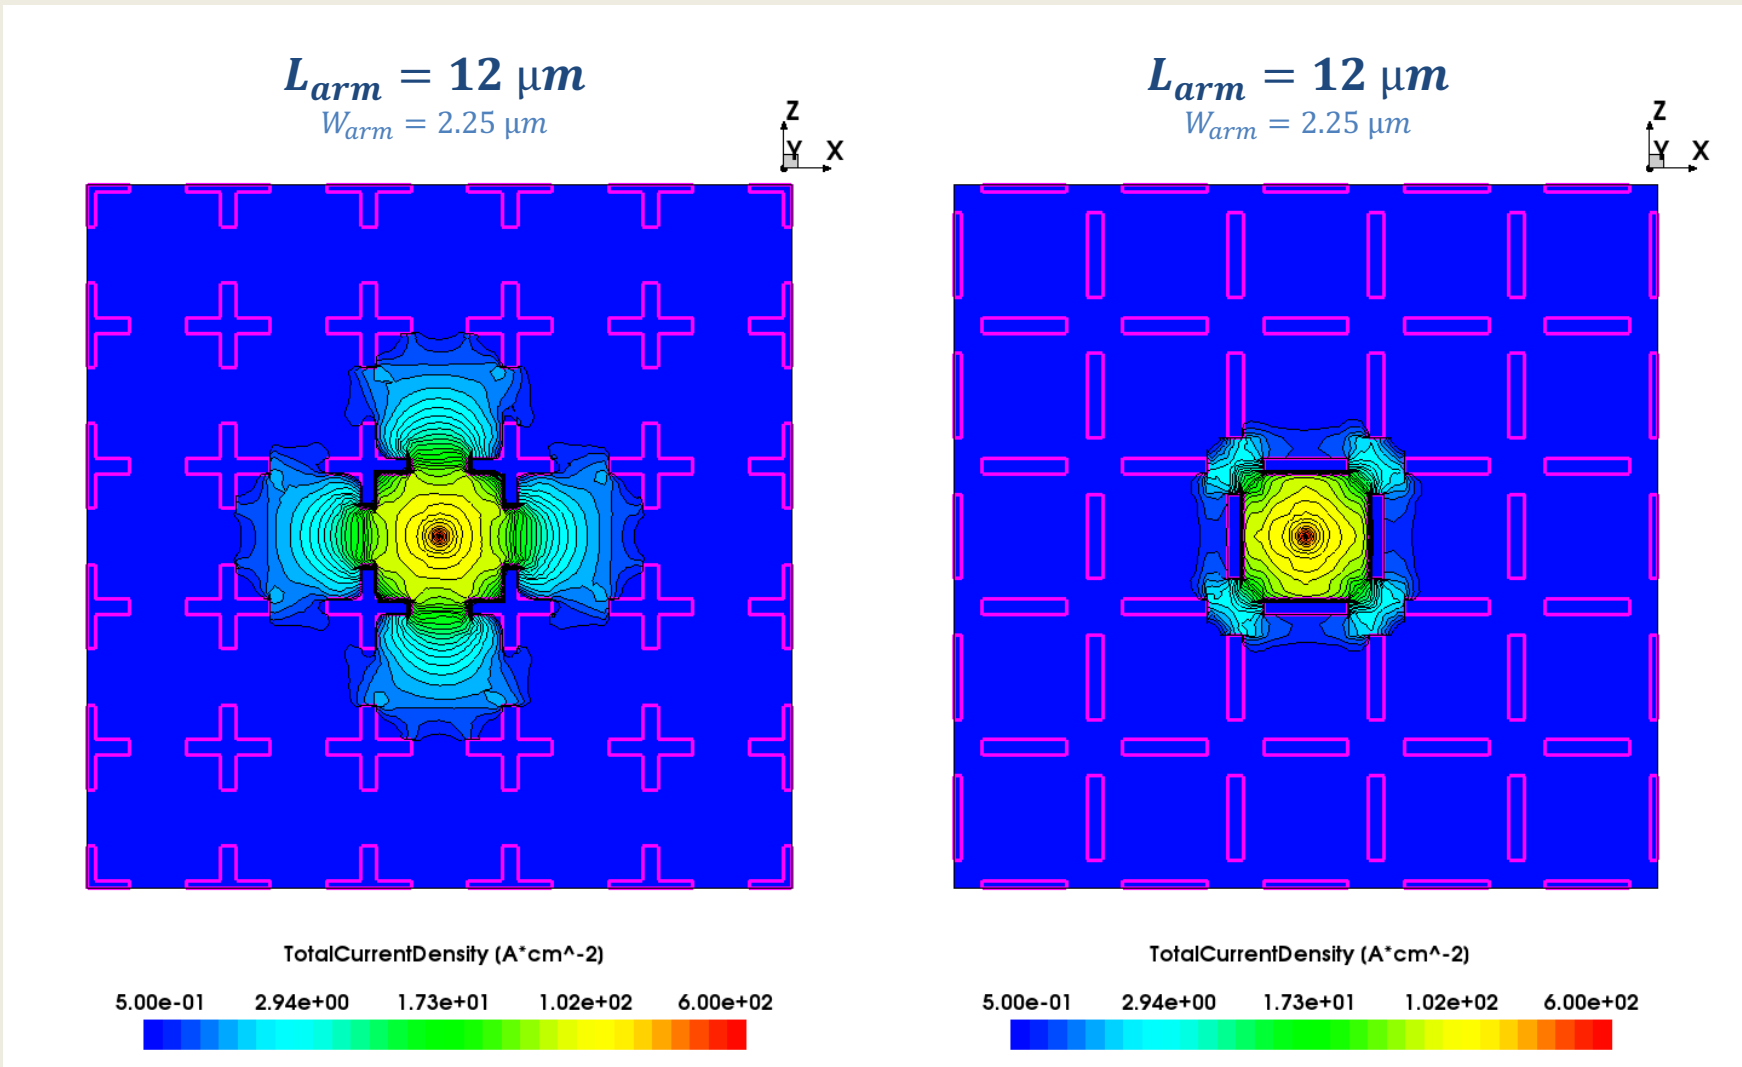 L_arm = 12 μm
W_arm = 2.25 μm
Z
Y X
TotalCurrentDensity (A*cm^-2)
5.00e-01 2.94e+00 1.73e+01 1.02e+02 6.00e+02
L_arm = 12 μm
W_arm = 2.25 μm
Z
Y X
TotalCurrentDensity (A*cm^-2)
5.00e-01 2.94e+00 1.73e+01 1.02e+02 6.00e+02